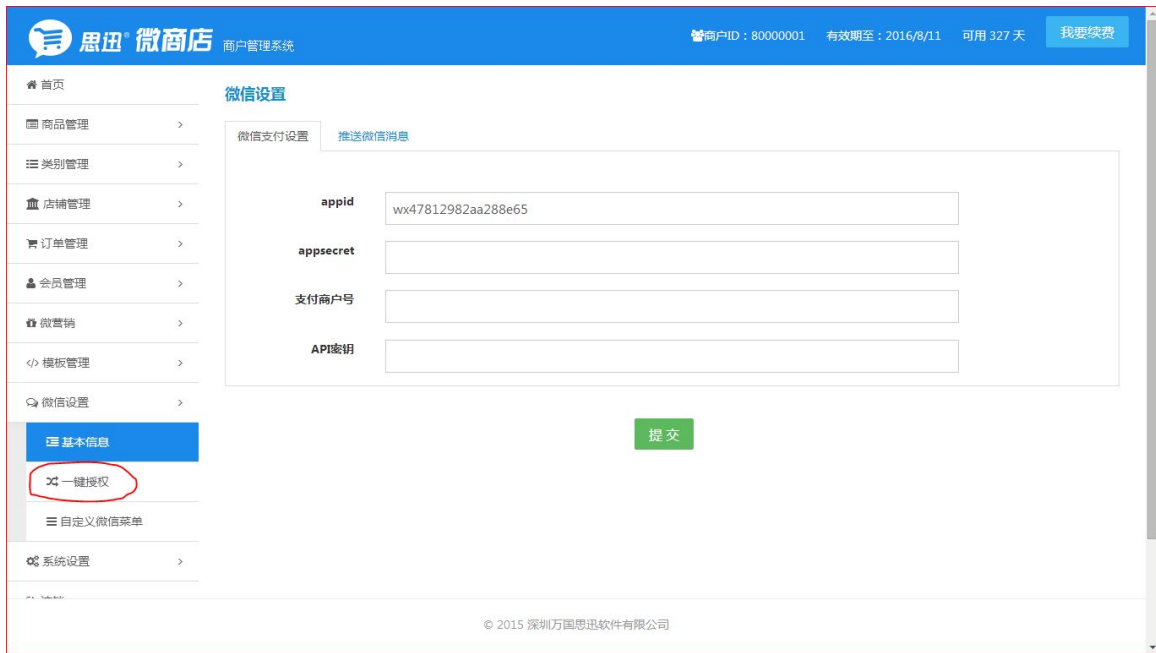 思迅® 微商店 商户管理系统
商户ID：80000001 有效期至：2016/8/11 可用 327 天 我要续费
首页
商品管理
类别管理
店铺管理
订单管理
会员管理
微营销
模板管理
微信设置
基本信息
一键授权
自定义微信菜单
系统设置
微信设置
微信支付设置 推送微信消息
appid wx47812982aa288e65
appsecret
支付商户号
API密钥
提交
© 2015 深圳万国思迅软件有限公司